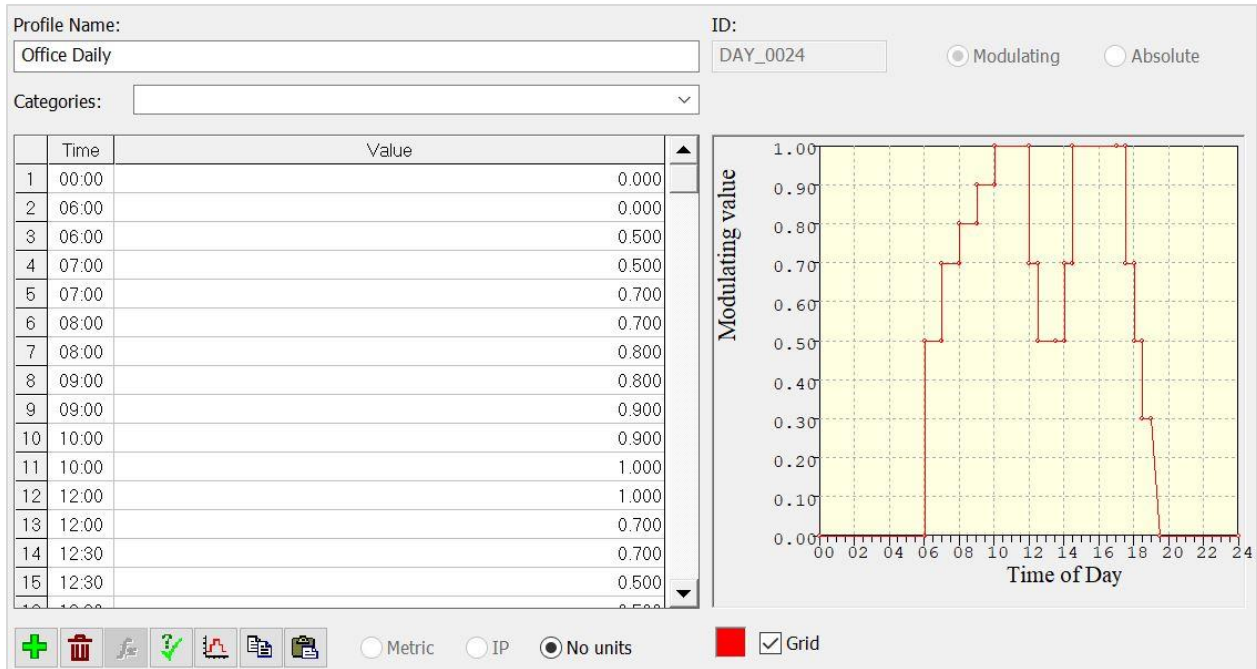 Profile Name:
Office Daily
ID:
DAY_0024
Modulating
Absolute
Categories:
Time Value
1 00:00 0.000
2 06:00 0.000
3 06:00 0.500
4 07:00 0.500
5 07:00 0.700
6 08:00 0.700
7 08:00 0.800
8 09:00 0.800
9 09:00 0.900
10 10:00 0.900
11 10:00 1.000
12 12:00 1.000
13 12:00 0.700
14 12:30 0.700
15 12:30 0.500
Modulating value
1.00
0.90
0.80
0.70
0.60
0.50
0.40
0.30
0.20
0.10
0.00
00 02 04 06 08 10 12 14 16 18 20 22 24
Time of Day
fx
Metric
IP
No units
Grid